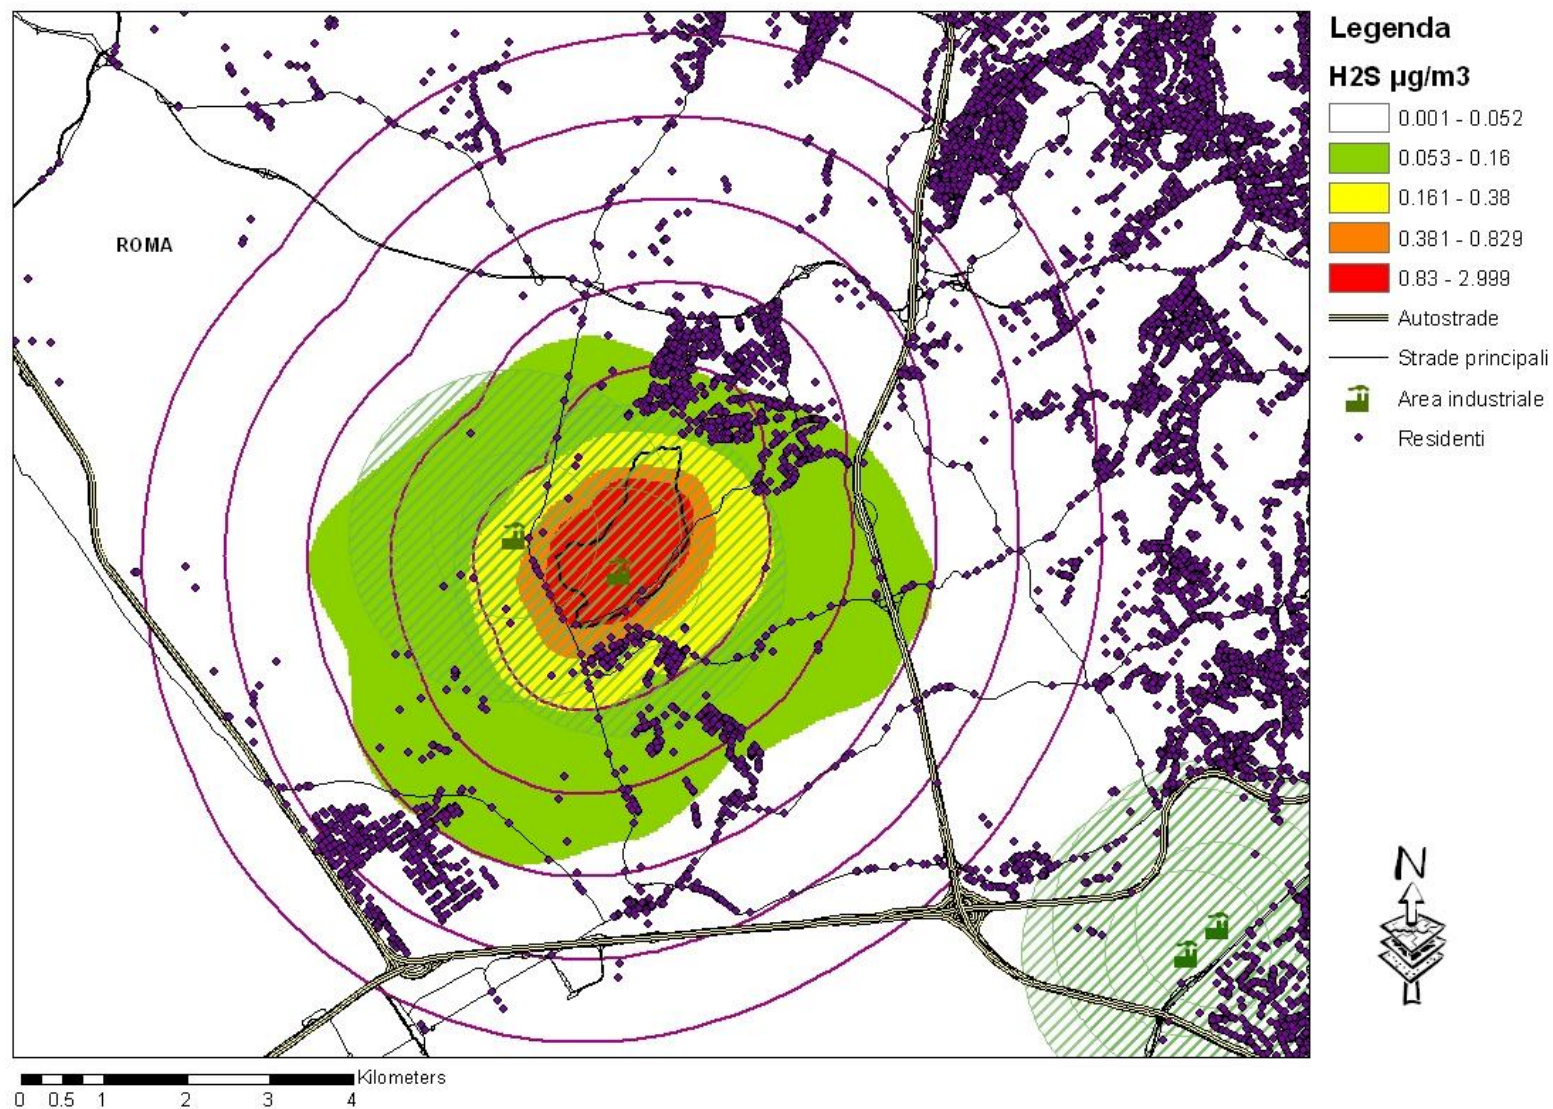 ROMA
Legenda
H2S µg/m3
0.001 - 0.052
0.053 - 0.16
0.161 - 0.38
0.381 - 0.829
0.83 - 2.999
Autostrade
Strade principali
Area industriale
Residenti
N
Kilometers
0 0.5 1 2 3 4